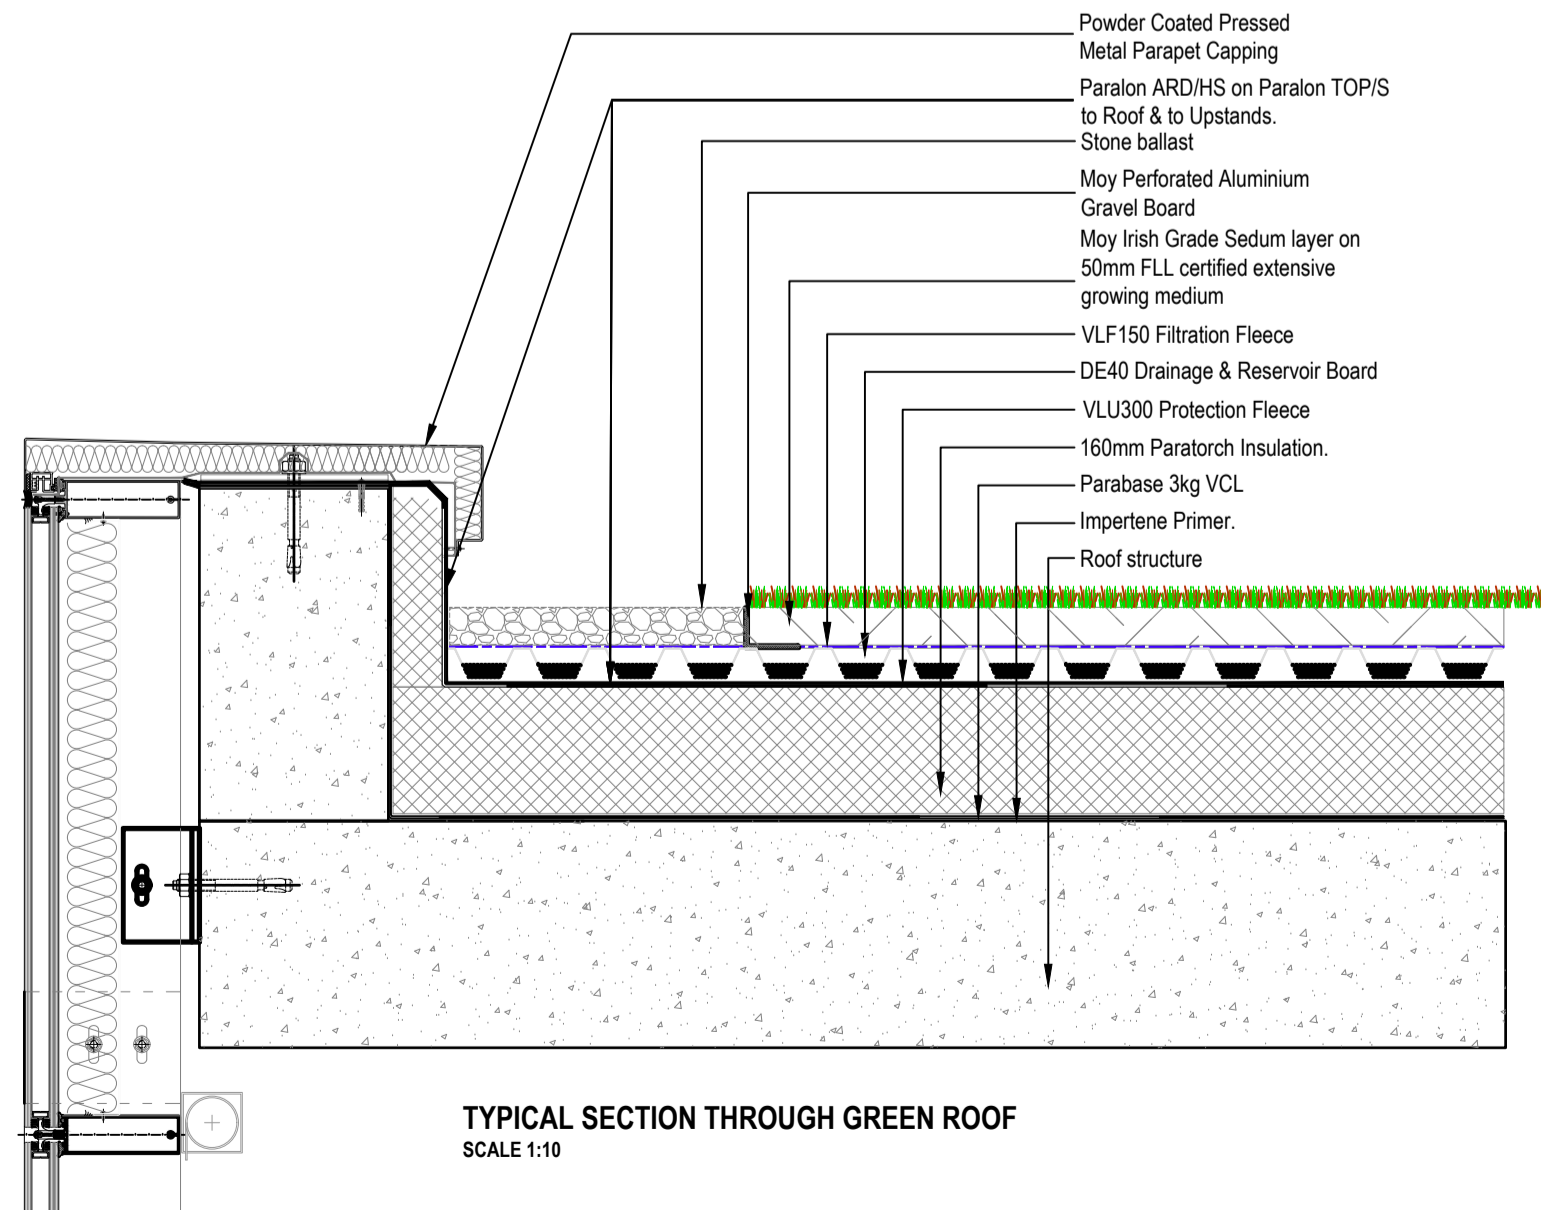 Powder Coated Pressed
Metal Parapet Capping
Paralon ARD/HS on Paralon TOP/S
to Roof & to Upstands.
Stone ballast
Moy Perforated Aluminium
Gravel Board
Moy Irish Grade Sedum layer on
50mm FLL certified extensive
growing medium
VLF150 Filtration Fleece
DE40 Drainage & Reservoir Board
VLU300 Protection Fleece
160mm Paratorch Insulation.
Parabase 3kg VCL
Impertene Primer.
Roof structure
TYPICAL SECTION THROUGH GREEN ROOF
SCALE 1:10